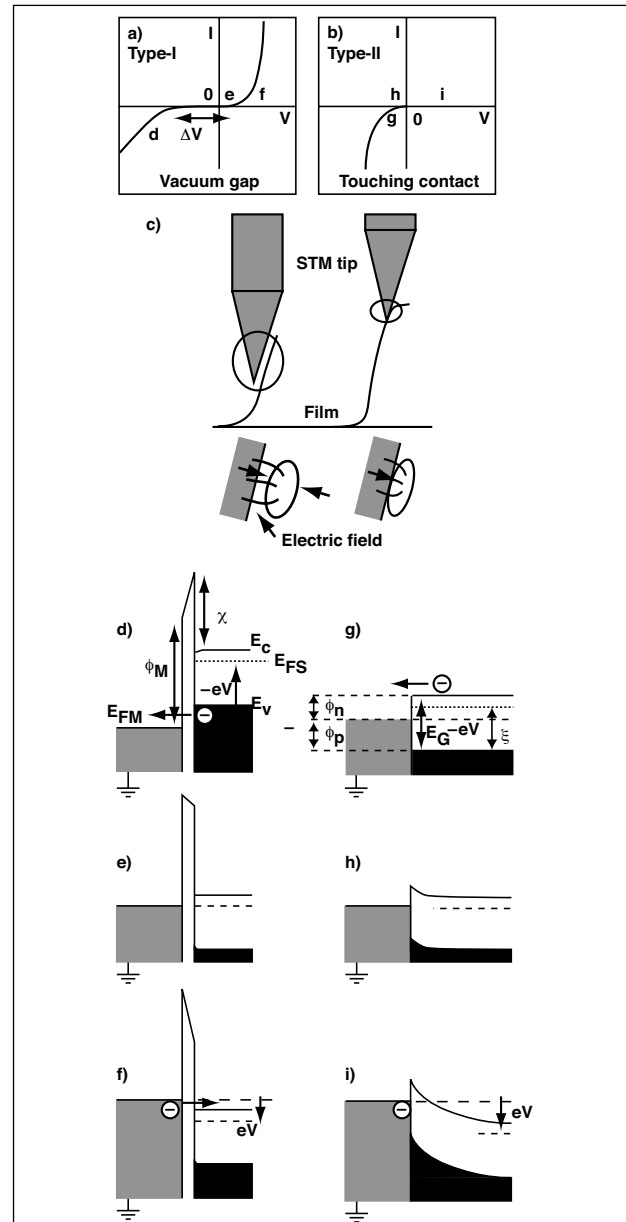 a)
I
Type-I
0 e f
d
ΔV
V
Vacuum gap
b)
I
Type-II
h i
g 0
V
Touching contact
c)
STM tip
Film
Electric field
d)
χ
ϕM
Ec
EFS
–eV
EFM
Ev
–
g)
–
ϕn
ϕp
EG
–eV
ξ
–
e)
h)
f)
–
eV
i)
–
eV